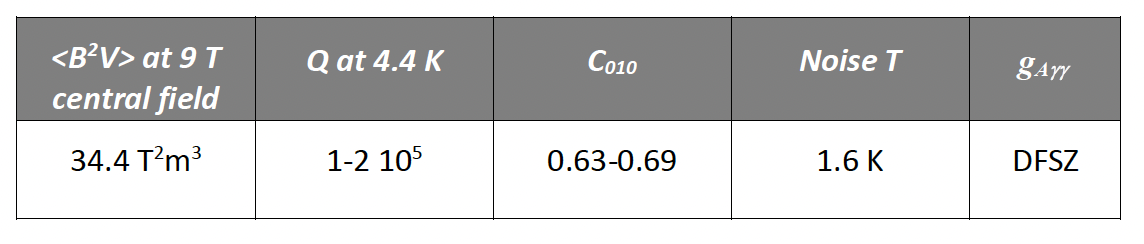 <B²V> at 9 T
central field
Q at 4.4 K
C₀₁₀
Noise T
g_Aγγ
34.4 T²m³
1-2 10⁵
0.63-0.69
1.6 K
DFSZ